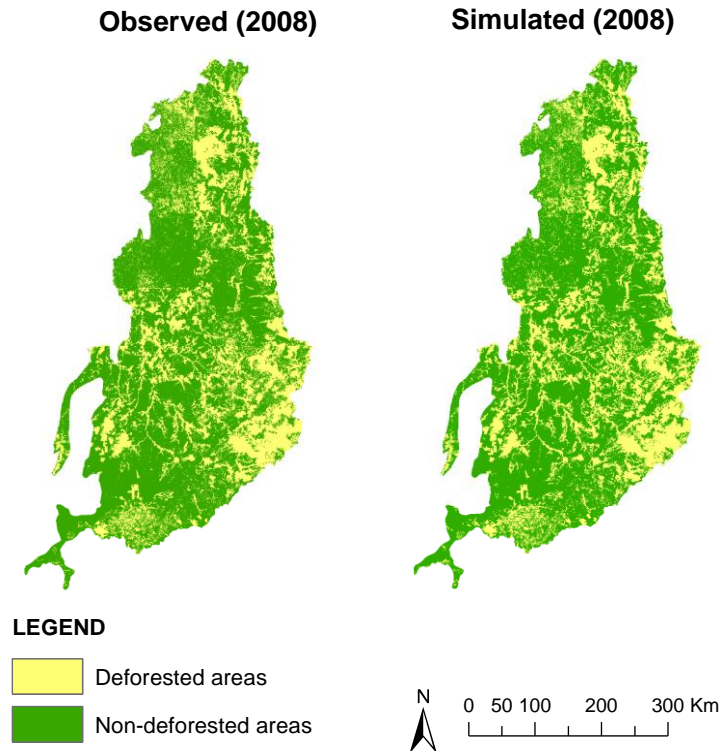 Observed (2008)
Simulated (2008)
LEGEND
Deforested areas
Non-deforested areas
N
0 50 100 200 300 Km